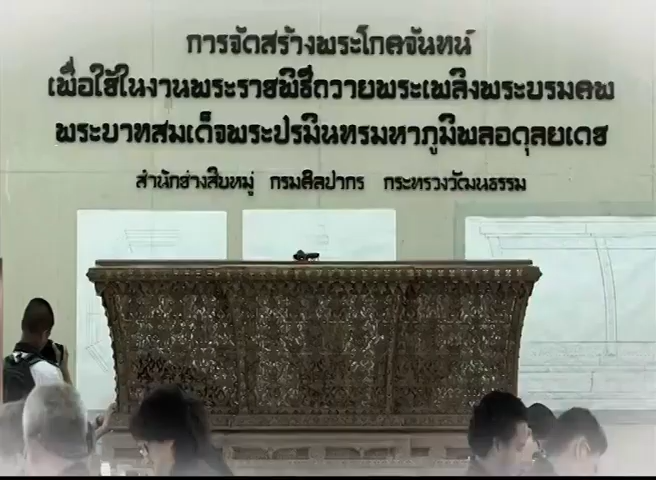 การจัดสร้างพระโกศจันทน์
เพื่อใช้ในงานพระราชพิธีถวายพระเพลิงพระบรมศพ
พระบาทสมเด็จพระปรมินทรมหาภูมิพลอดุลยเดช
สำนักช่างสิบหมู่ กรมศิลปากร กระทรวงวัฒนธรรม